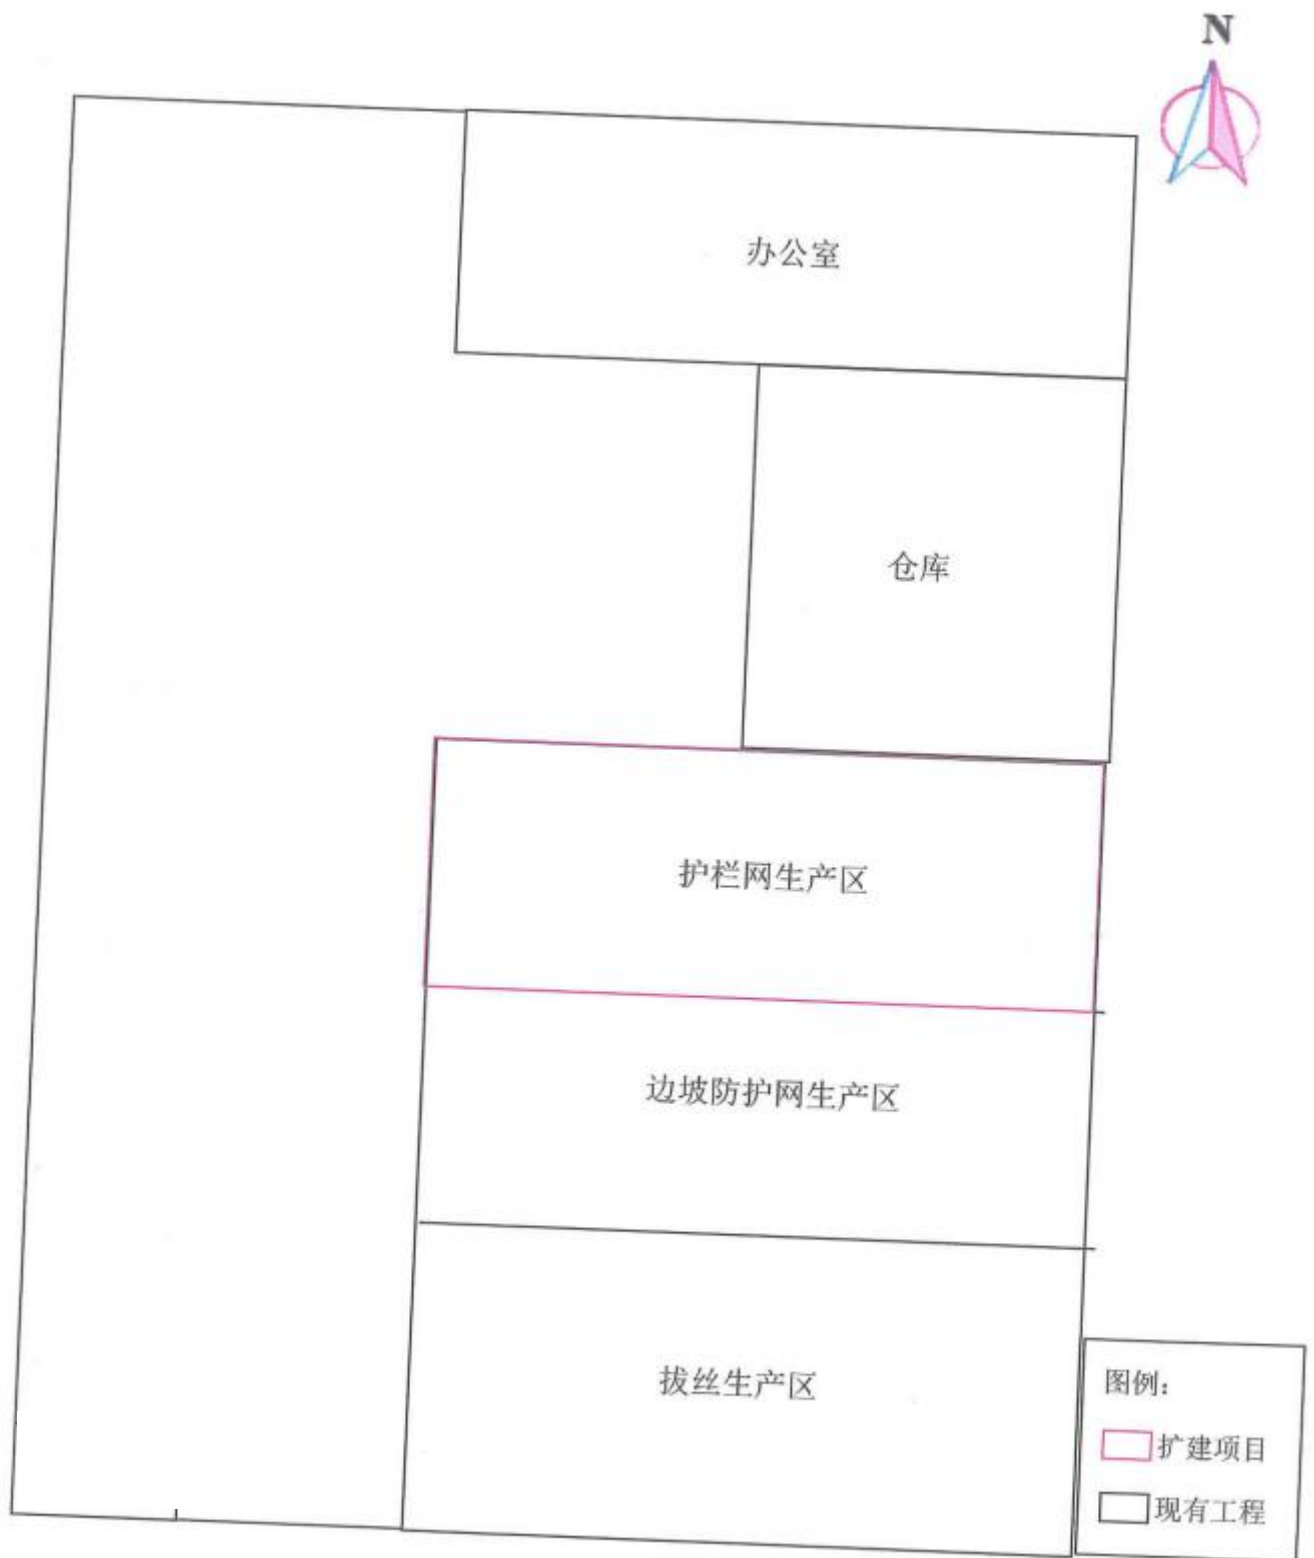 N
办公室
仓库
护栏网生产区
边坡防护网生产区
拔丝生产区
图例：
扩建项目
现有工程